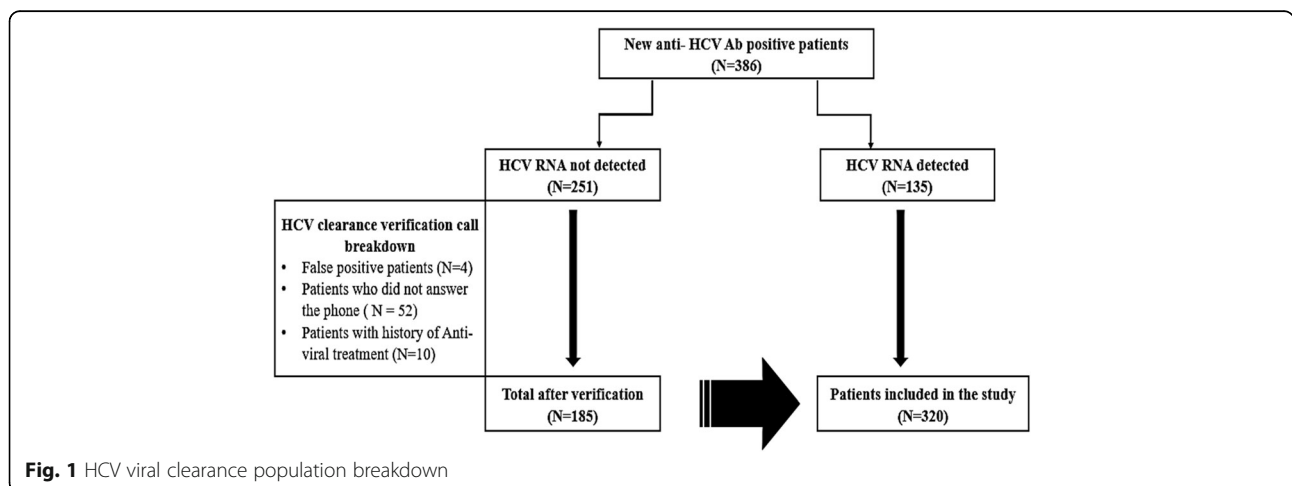 New anti- HCV Ab positive patients
(N=386)
HCV RNA not detected
(N=251)
HCV RNA detected
(N=135)
HCV clearance verification call
breakdown
• False positive patients (N=4)
• Patients who did not answer
the phone ( N = 52)
• Patients with history of Anti-
viral treatment (N=10)
Total after verification
(N=185)
Patients included in the study
(N=320)
Fig. 1 HCV viral clearance population breakdown